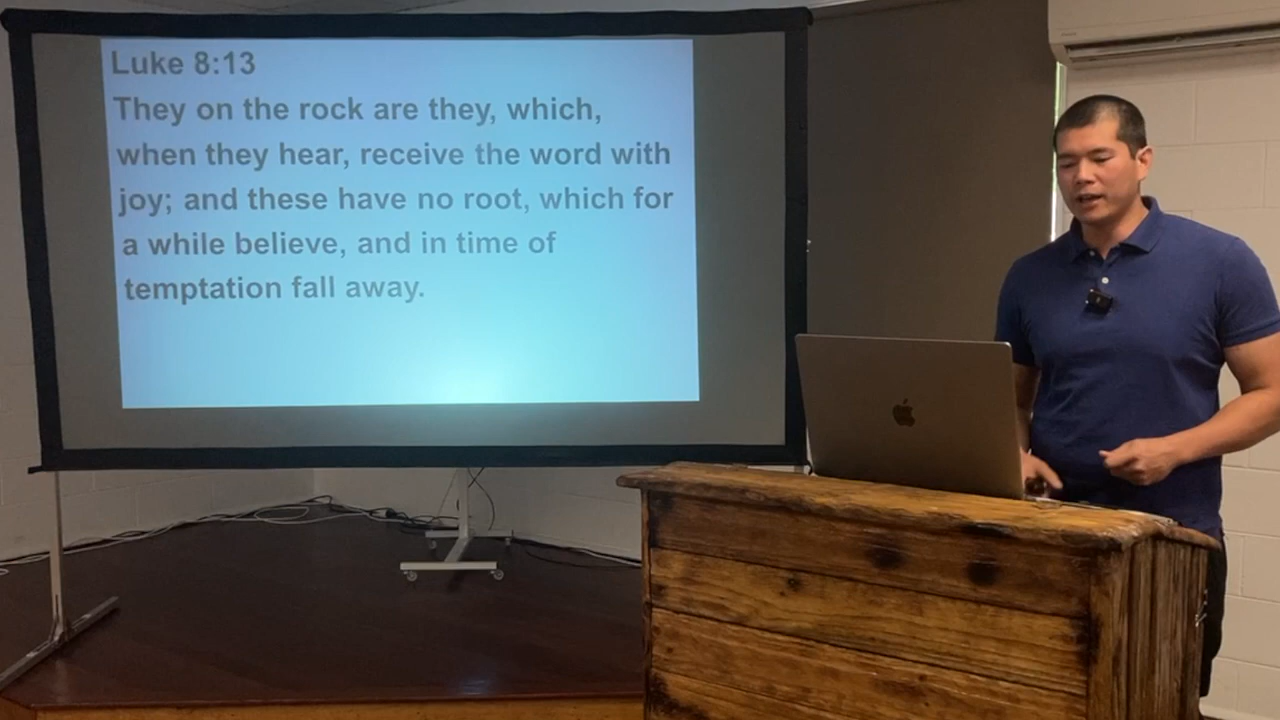 Luke 8:13
They on the rock are they, which,
when they hear, receive the word with
joy; and these have no root, which for
a while believe, and in time of
temptation fall away.